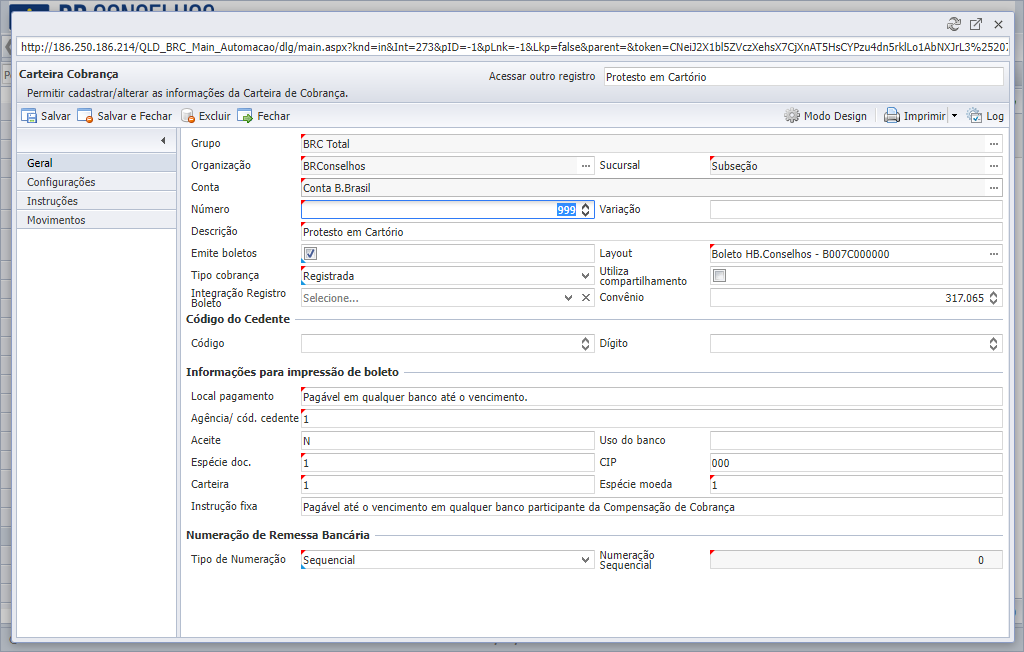 http://186.250.186.214/QLD_BRC_Main_Automacao/dlg/main.aspx?knd=in&Int=273&pID=-1&pLnk=-1&Lkp=false&parent=&token=CNeiJ2X1bl5ZVczXehsX7CjXnAT5HsCYPzu4dn5rklLo1AbNXJrL3%2520
Carteira Cobrança
Acessar outro registro Protesto em Cartório
Permitir cadastrar/alterar as informações da Carteira de Cobrança.
Salvar Salvar e Fechar Excluir Fechar Modo Design Imprimir Log
Geral
Configurações
Instruções
Movimentos
Grupo BRC Total
Organização BRConselhos Sucursal Subseção
Conta Conta B.Brasil
Número 999 Variação
Descrição Protesto em Cartório
Emite boletos Layout Boleto HB.Conselhos - B007C000000
Tipo cobrança Registrada Utiliza compartilhamento
Integração Registro Boleto Selecione... Convênio 317.065
Código do Cedente
Código Dígito
Informações para impressão de boleto
Local pagamento Pagável em qualquer banco até o vencimento.
Agência/ cód. cedente 1
Aceite N Uso do banco
Espécie doc. 1 CIP 000
Carteira 1 Espécie moeda 1
Instrução fixa Pagável até o vencimento em qualquer banco participante da Compensação de Cobrança
Numeração de Remessa Bancária
Tipo de Numeração Sequencial Numeração Sequencial 0